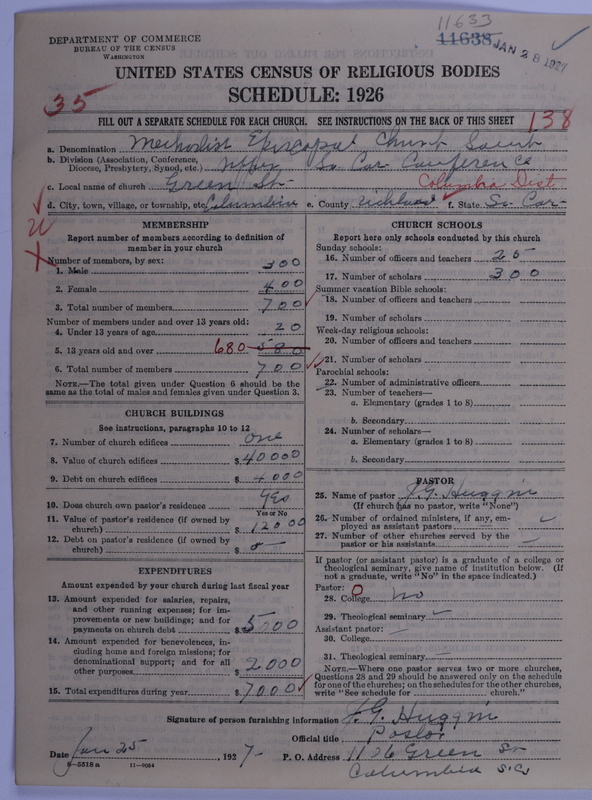 11633
11638
JAN 28 1927
DEPARTMENT OF COMMERCE
BUREAU OF THE CENSUS
WASHINGTON
UNITED STATES CENSUS OF RELIGIOUS BODIES
SCHEDULE: 1926
35
FILL OUT A SEPARATE SCHEDULE FOR EACH CHURCH. SEE INSTRUCTIONS ON THE BACK OF THIS SHEET
138
a. Denomination Methodist Episcopal Church South
b. Division (Association, Conference, Diocese, Presbytery, Synod, etc.) Upper So Car Conference
Columbia Dist
c. Local name of church Green St
d. City, town, village, or township, etc. Columbia e. County Richland f. State So. Car
MEMBERSHIP
Report number of members according to definition of member in your church
Number of members, by sex:
1. Male 300
2. Female 400
3. Total number of members 700
Number of members under and over 13 years old:
4. Under 13 years of age 20
5. 13 years old and over 680 580
6. Total number of members 700
NOTE.—The total given under Question 6 should be the same as the total of males and females given under Question 3.
CHURCH BUILDINGS
See instructions, paragraphs 10 to 12
7. Number of church edifices one
8. Value of church edifices $40000
9. Debt on church edifices $4000
10. Does church own pastor's residence Yes
Yes or No
11. Value of pastor's residence (if owned by church) $12000
12. Debt on pastor's residence (if owned by church) $0
EXPENDITURES
Amount expended by your church during last fiscal year
13. Amount expended for salaries, repairs, and other running expenses; for improvements or new buildings; and for payments on church debt $5000
14. Amount expended for benevolences, including home and foreign missions; for denominational support; and for all other purposes $2000
15. Total expenditures during year $7000
CHURCH SCHOOLS
Report here only schools conducted by this church
Sunday schools:
16. Number of officers and teachers 25
17. Number of scholars 300
Summer vacation Bible schools:
18. Number of officers and teachers
19. Number of scholars
Week-day religious schools:
20. Number of officers and teachers
21. Number of scholars
Parochial schools:
22. Number of administrative officers
23. Number of teachers—
a. Elementary (grades 1 to 8)
b. Secondary
24. Number of scholars—
a. Elementary (grades 1 to 8)
b. Secondary
PASTOR
25. Name of pastor J. G. Huggin
(If church has no pastor, write "None")
26. Number of ordained ministers, if any, employed as assistant pastors
27. Number of other churches served by the pastor or his assistants
If pastor (or assistant pastor) is a graduate of a college or theological seminary, give name of institution below. (If not a graduate, write "No" in the space indicated.)
Pastor: 0
28. College No
29. Theological seminary
Assistant pastor:
30. College
31. Theological seminary
NOTE.—Where one pastor serves two or more churches, Questions 28 and 29 should be answered only on the schedule for one of the churches; on the schedules for the other churches, write "See schedule for church."
Signature of person furnishing information J. G. Huggin
Official title Pastor
Date Jan 25, 1927 P. O. Address 1106 Green St
Columbia S.C.
8-5518 a 11-9054